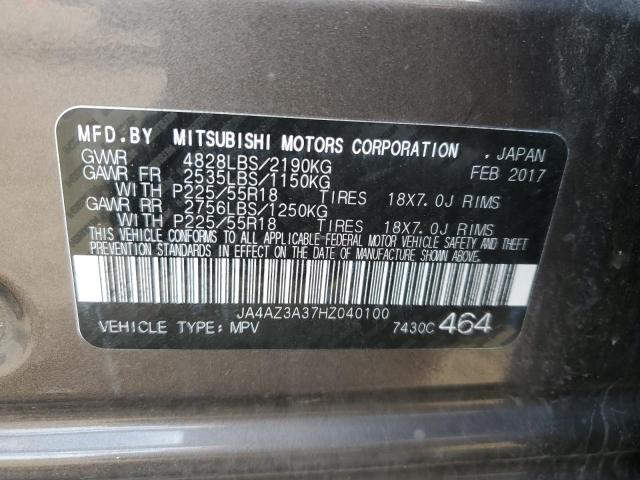 MFD.BY MITSUBISHI MOTORS CORPORATION . JAPAN
GVWR 4828LBS/2190KG FEB 2017
GAWR FR 2535LBS/1150KG
WITH P225/55R18 TIRES 18X7.0J RIMS
GAWR RR 2756LBS/1250KG
WITH P225/55R18 TIRES 18X7.0J RIMS
THIS VEHICLE CONFORMS TO ALL APPLICABLE FEDERAL MOTOR VEHICLE SAFETY AND THEFT
PREVENTION STANDARDS IN EFFECT ON THE DATE OF MANUFACTURE SHOWN ABOVE.
JA4AZ3A37HZ040100
VEHICLE TYPE: MPV 7430C 464